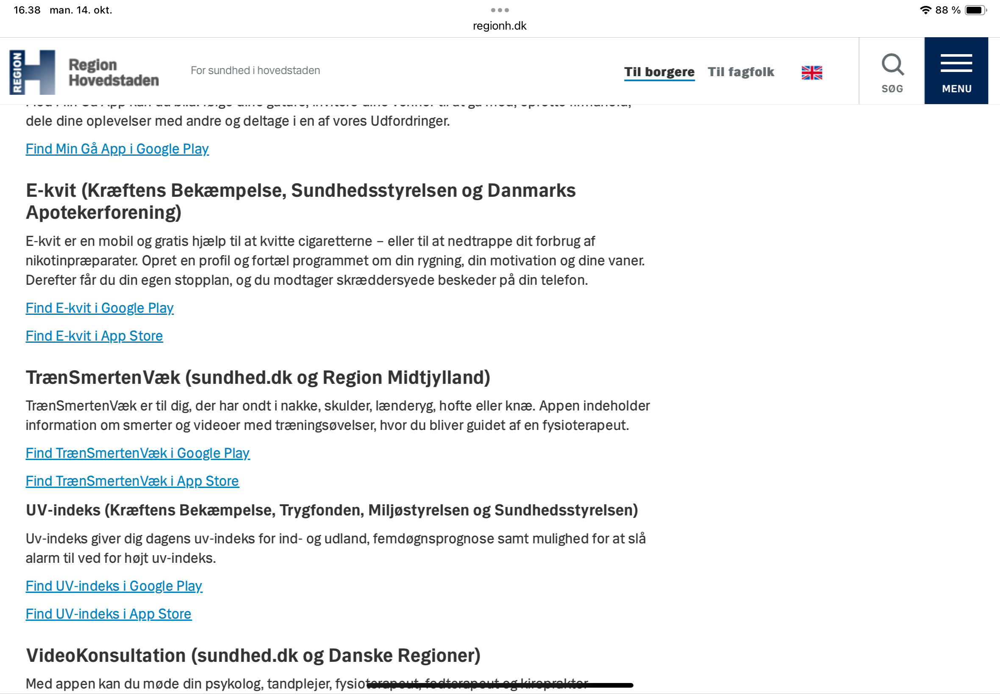 16.38 man. 14. okt.
88 %
regionh.dk
REGION
Region
Hovedstaden
For sundhed i hovedstaden
Til borgere
Til fagfolk
SØG
MENU
dele dine oplevelser med andre og deltage i en af vores Udfordringer.
Find Min Gå App i Google Play
E-kvit (Kræftens Bekæmpelse, Sundhedsstyrelsen og Danmarks
Apotekerforening)
E-kvit er en mobil og gratis hjælp til at kvitte cigaretterne – eller til at nedtrappe dit forbrug af
nikotinpræparater. Opret en profil og fortæl programmet om din rygning, din motivation og dine vaner.
Derefter får du din egen stopplan, og du modtager skræddersyede beskeder på din telefon.
Find E-kvit i Google Play
Find E-kvit i App Store
TrænSmertenVæk (sundhed.dk og Region Midtjylland)
TrænSmertenVæk er til dig, der har ondt i nakke, skulder, lænderyg, hofte eller knæ. Appen indeholder
information om smerter og videoer med træningsøvelser, hvor du bliver guidet af en fysioterapeut.
Find TrænSmertenVæk i Google Play
Find TrænSmertenVæk i App Store
UV-indeks (Kræftens Bekæmpelse, Trygfonden, Miljøstyrelsen og Sundhedsstyrelsen)
Uv-indeks giver dig dagens uv-indeks for ind- og udland, femdøgnsprognose samt mulighed for at slå
alarm til ved for højt uv-indeks.
Find UV-indeks i Google Play
Find UV-indeks i App Store
VideoKonsultation (sundhed.dk og Danske Regioner)
Med appen kan du møde din psykolog, tandplejer, fysioterapeut, fodterapeut og kiropraktor